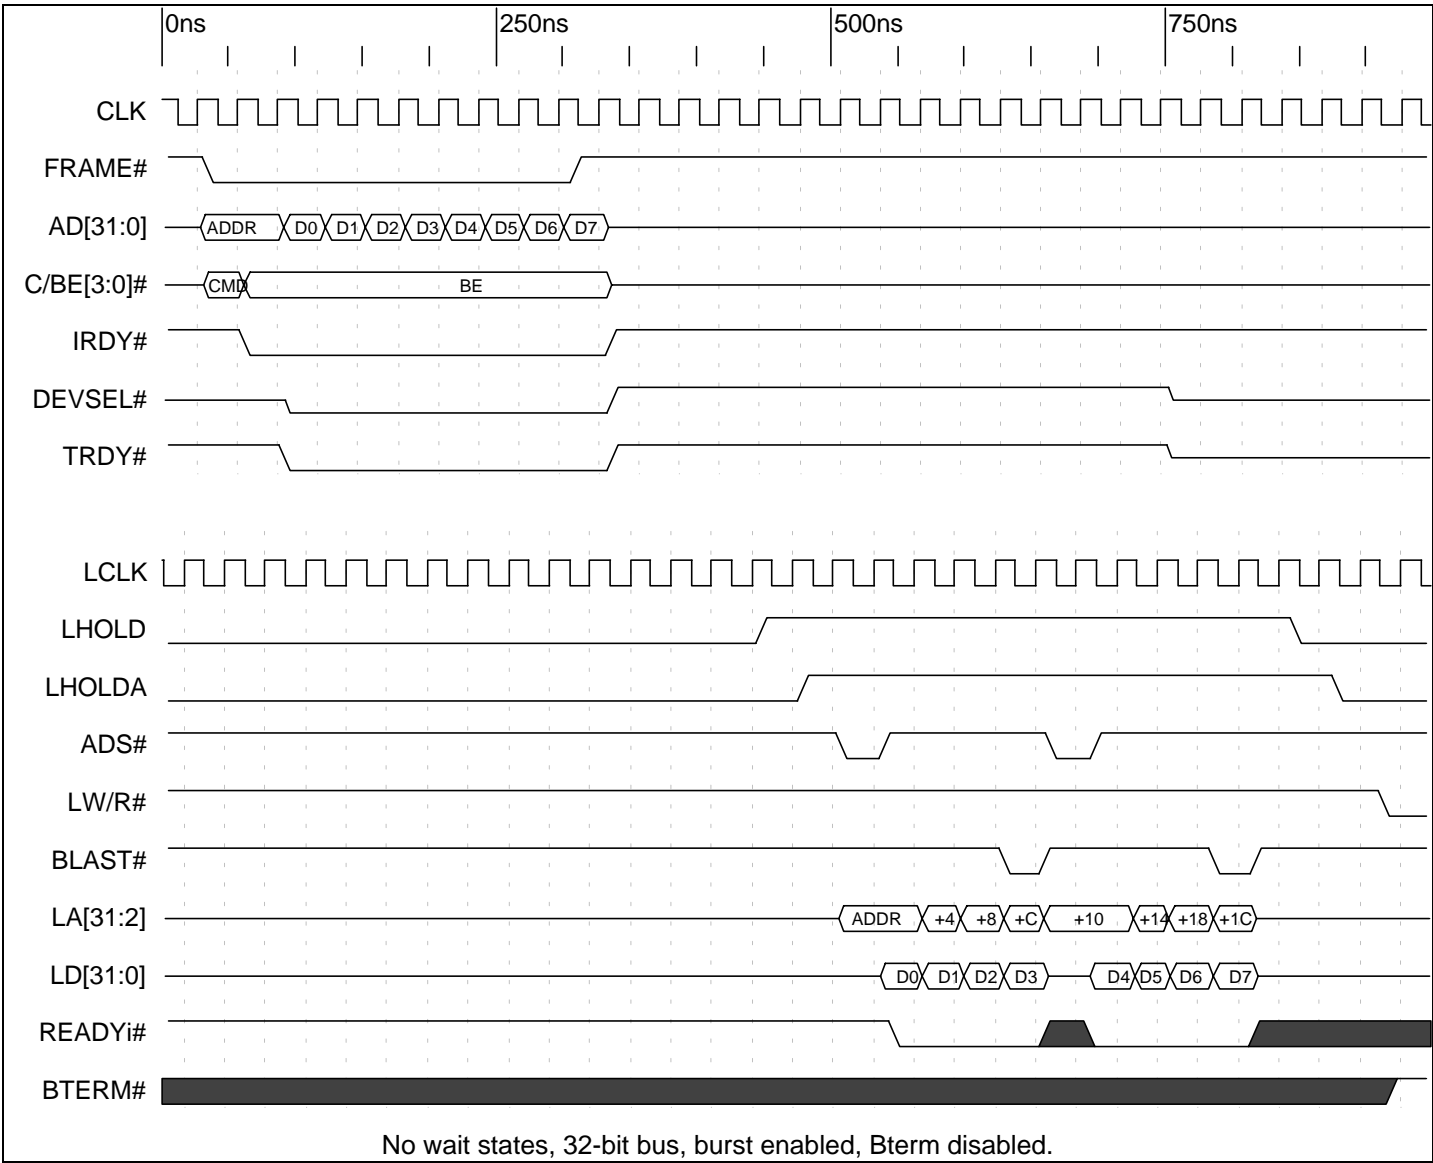 0ns 250ns 500ns 750ns
CLK
FRAME#
AD[31:0] ADDR D0 D1 D2 D3 D4 D5 D6 D7
C/BE[3:0]# CMD BE
IRDY#
DEVSEL#
TRDY#
LCLK
LHOLD
LHOLDA
ADS#
LW/R#
BLAST#
LA[31:2] ADDR +4 +8 +C +10 +14 +18 +1C
LD[31:0] D0 D1 D2 D3 D4 D5 D6 D7
READYi#
BTERM#
No wait states, 32-bit bus, burst enabled, Bterm disabled.